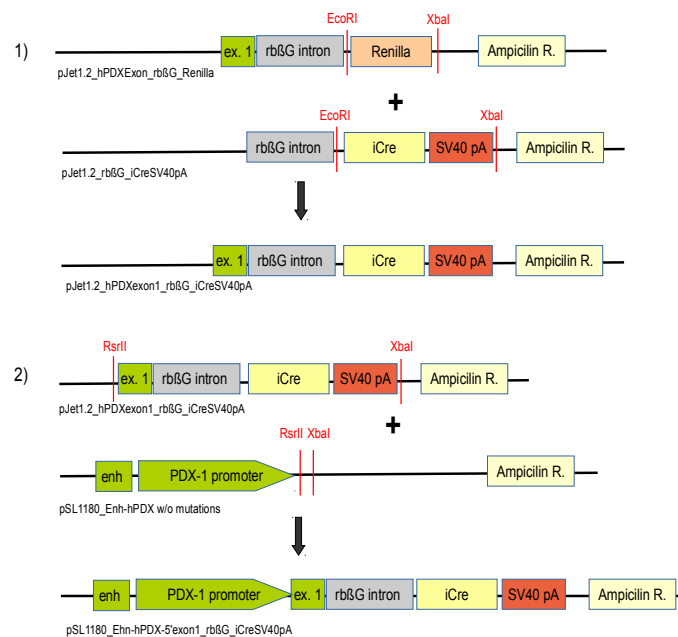 1)
EcoRI
XbaI
ex. 1
rbßG intron
Renilla
Ampicilin R.
pJet1.2_hPDXExon_rbßG_Renilla
+
EcoRI
XbaI
rbßG intron
iCre
SV40 pA
Ampicilin R.
pJet1.2_rbßG_iCreSV40pA
ex. 1
rbßG intron
iCre
SV40 pA
Ampicilin R.
pJet1.2_hPDXexon1_rbßG_iCreSV40pA
2)
RsrII
XbaI
ex. 1
rbßG intron
iCre
SV40 pA
Ampicilin R.
pJet1.2_hPDXexon1_rbßG_iCreSV40pA
+
RsrII
XbaI
enh
PDX-1 promoter
Ampicilin R.
pSL1180_Enh-hPDX w/o mutations
enh
PDX-1 promoter
ex. 1
rbßG intron
iCre
SV40 pA
Ampicilin R.
pSL1180_Ehn-hPDX-5'exon1_rbßG_iCreSV40pA